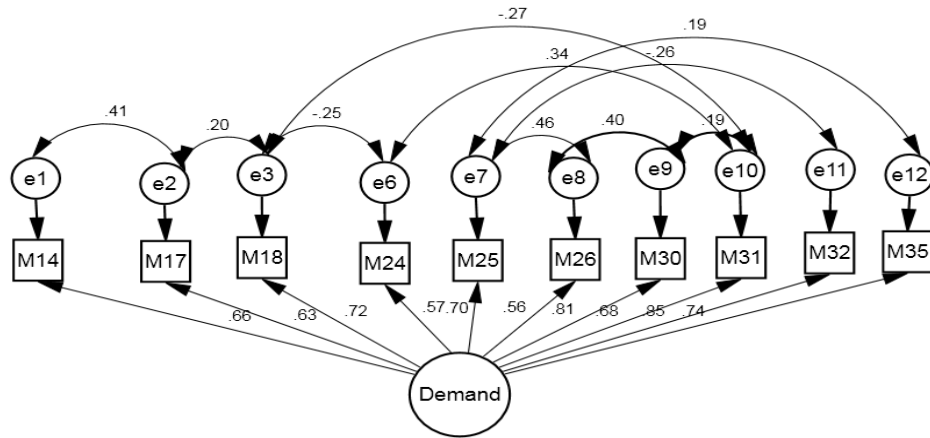 -.27
.19
.34
-.26
.41
.20
-.25
.46
.40
.19
e1
e2
e3
e6
e7
e8
e9
e10
e11
e12
M14
M17
M18
M24
M25
M26
M30
M31
M32
M35
.66
.63
.72
.57
.70
.56
.81
.68
.85
.74
Demand